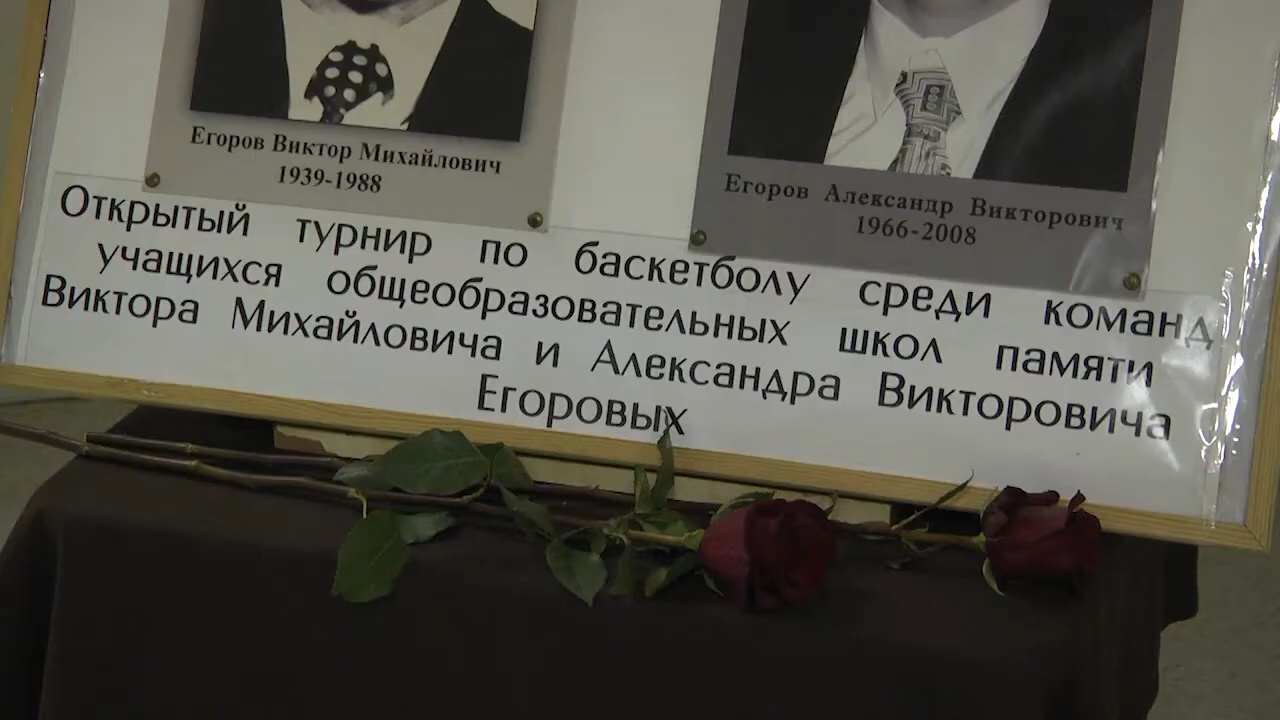 Егоров Виктор Михайлович
1939-1988
Егоров Александр Викторович
1966-2008
Открытый турнир по баскетболу среди команд
учащихся общеобразовательных школ памяти
Виктора Михайловича и Александра Викторовича
Егоровых